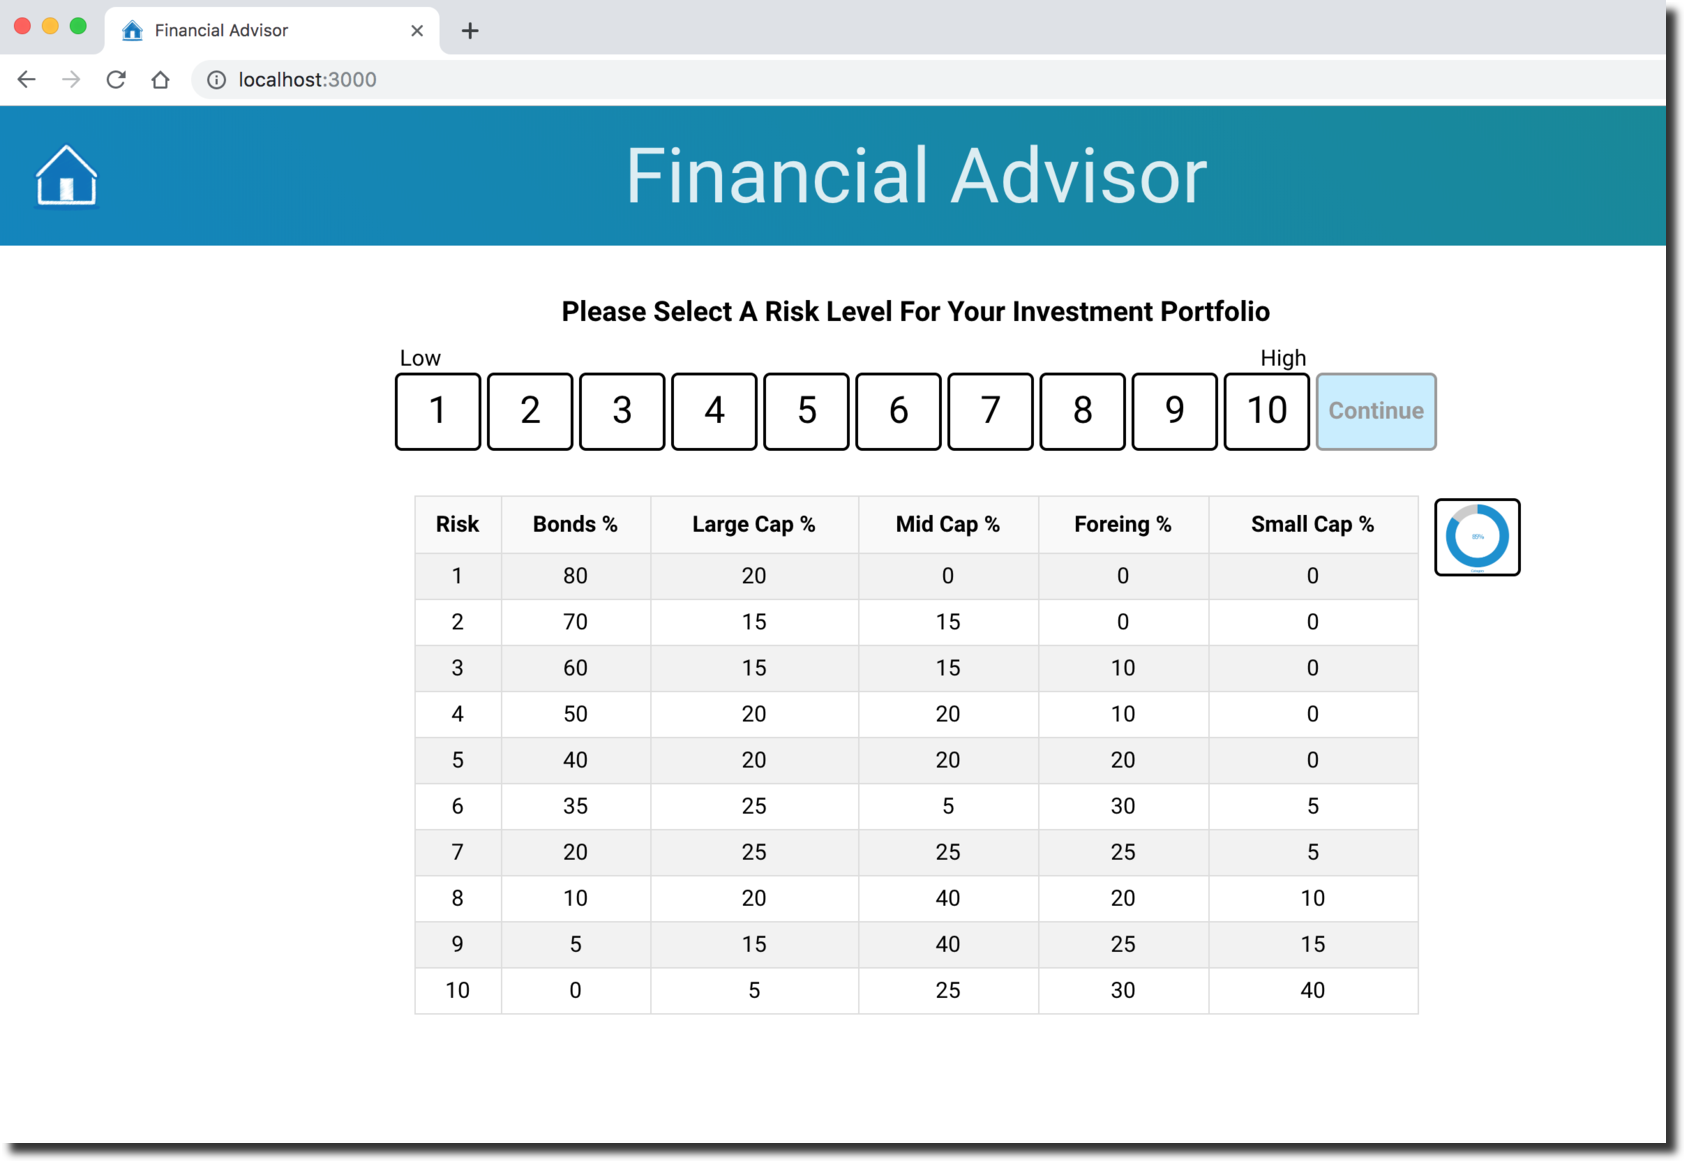 Financial Advisor
localhost:3000
Financial Advisor
Please Select A Risk Level For Your Investment Portfolio
Low High
1 2 3 4 5 6 7 8 9 10 Continue
Risk Bonds % Large Cap % Mid Cap % Foreing % Small Cap %
1 80 20 0 0 0
2 70 15 15 0 0
3 60 15 15 10 0
4 50 20 20 10 0
5 40 20 20 20 0
6 35 25 5 30 5
7 20 25 25 25 5
8 10 20 40 20 10
9 5 15 40 25 15
10 0 5 25 30 40